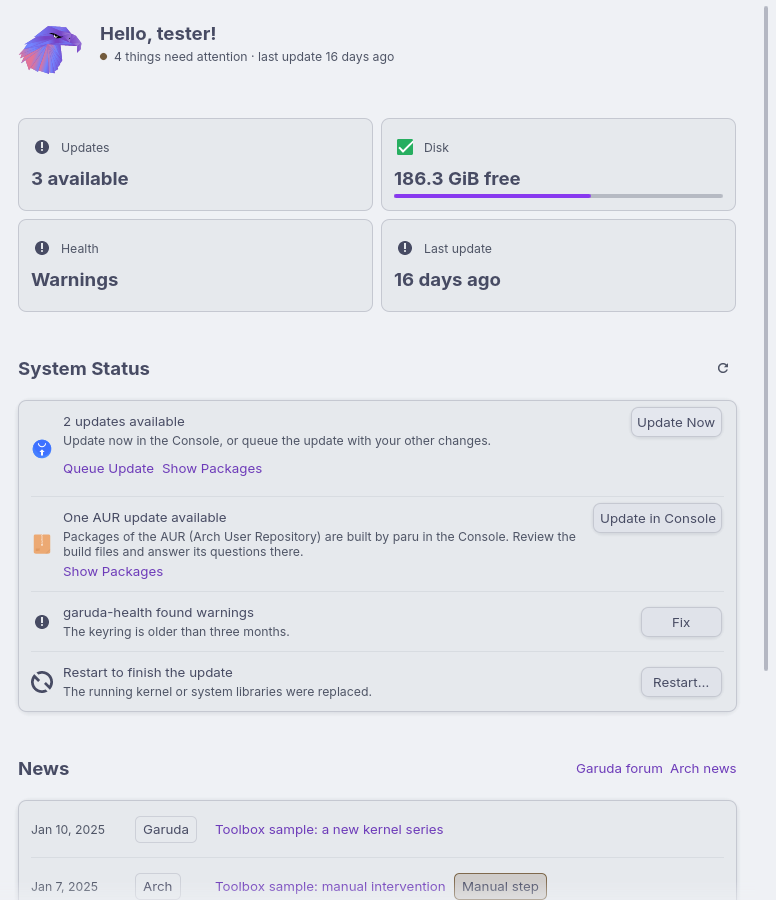 Hello, tester!
4 things need attention · last update 16 days ago
Updates
3 available
Disk
186.3 GiB free
Health
Warnings
Last update
16 days ago
System Status
2 updates available
Update now in the Console, or queue the update with your other changes.
Update Now
Queue Update Show Packages
One AUR update available
Packages of the AUR (Arch User Repository) are built by paru in the Console. Review the
build files and answer its questions there.
Update in Console
Show Packages
garuda-health found warnings
The keyring is older than three months.
Fix
Restart to finish the update
The running kernel or system libraries were replaced.
Restart...
News
Garuda forum Arch news
Jan 10, 2025 Garuda Toolbox sample: a new kernel series
Jan 7, 2025 Arch Toolbox sample: manual intervention Manual step